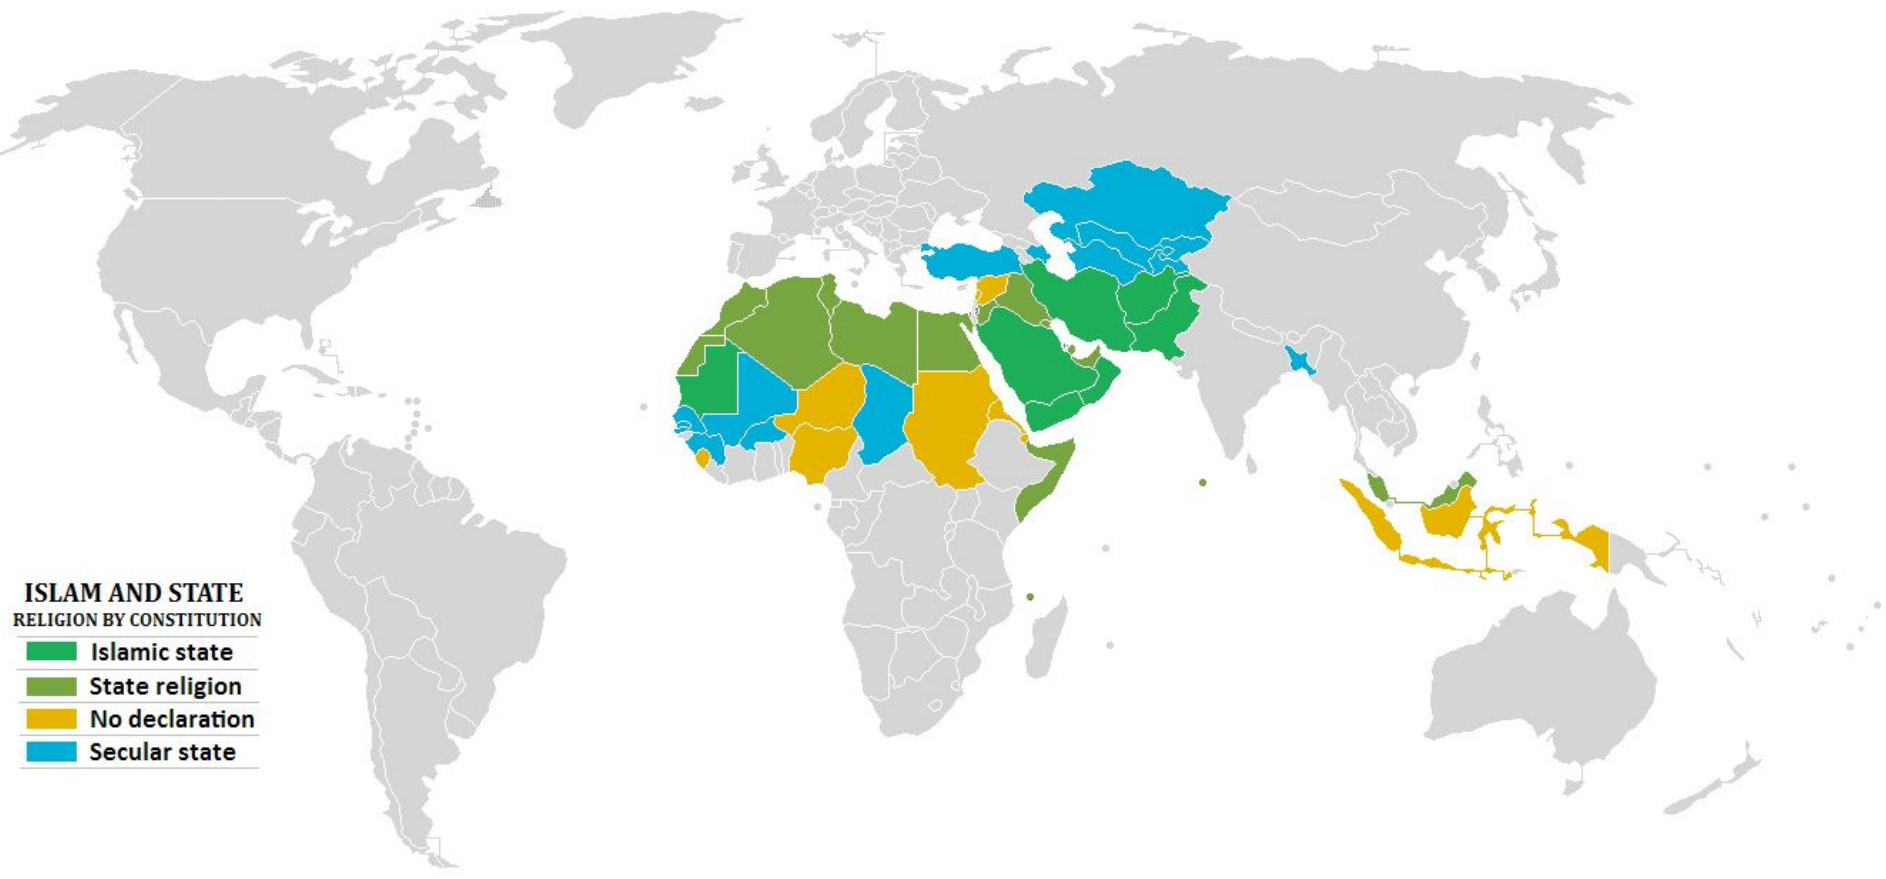 ISLAM AND STATE
RELIGION BY CONSTITUTION
Islamic state
State religion
No declaration
Secular state